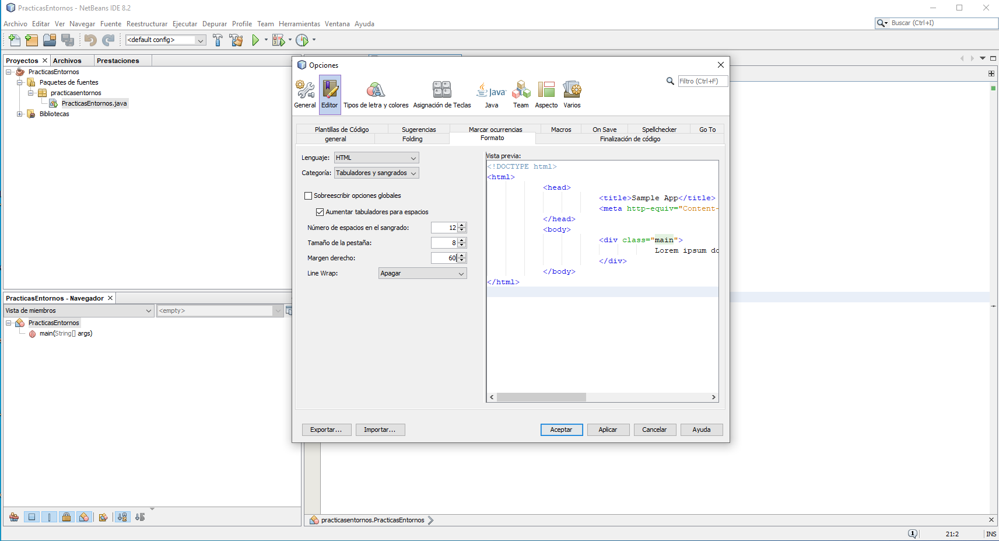 PracticasEntornos - NetBeans IDE 8.2
Archivo Editar Ver Navegar Fuente Reestructurar Ejecutar Depurar Profile Team Herramientas Ventana Ayuda
Buscar (Ctrl+I)
<default config>
Proyectos Archivos Prestaciones
PracticasEntornos
Paquetes de fuentes
practicasentornos
PracticasEntornos.java
Bibliotecas
PracticasEntornos - Navegador
Vista de miembros
<empty>
PracticasEntornos
main(String[] args)
Opciones
Filtro (Ctrl+F)
General Editor Tipos de letra y colores Asignación de Teclas Java Team Aspecto Varios
Plantillas de Código Sugerencias Marcar ocurrencias Macros On Save Spellchecker Go To
general Folding Formato Finalización de código
Lenguaje: HTML
Categoría: Tabuladores y sangrados
Sobreescribir opciones globales
Aumentar tabuladores para espacios
Número de espacios en el sangrado: 12
Tamaño de la pestaña: 8
Margen derecho: 60
Line Wrap: Apagar
Vista previa:
<!DOCTYPE html>
<html>
<head>
<title>Sample App</title>
<meta http-equiv="Content-
</head>
<body>
<div class="main">
Lorem ipsum do
</div>
</body>
</html>
Exportar... Importar... Aceptar Aplicar Cancelar Ayuda
practicasentornos.PracticasEntornos
1 21:2 INS